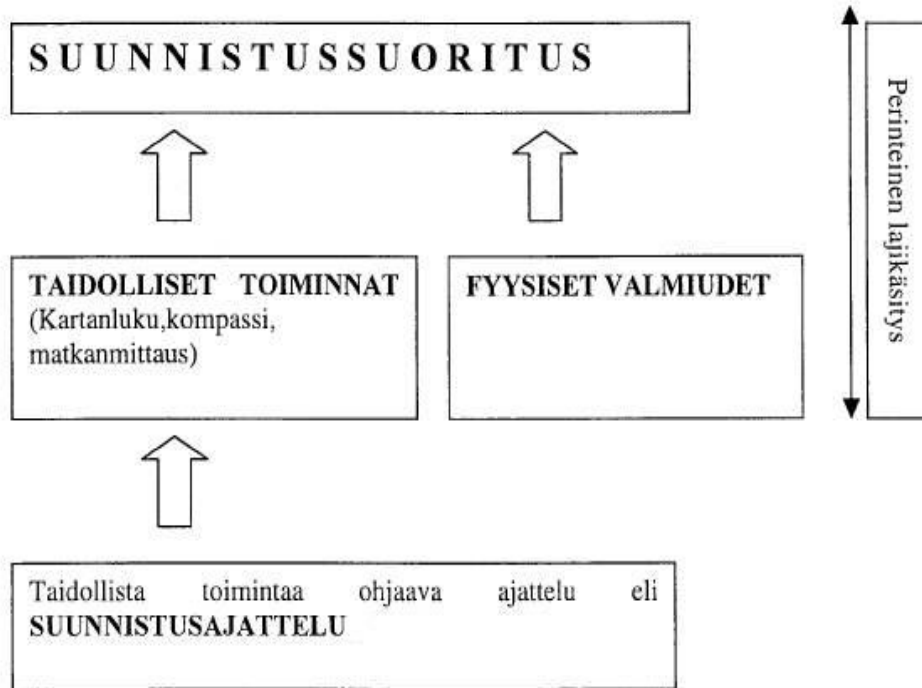 SUUNNISTUSSUORITUS
TAIDOLLISET TOIMINNAT
(Kartanluku,kompassi,
matkanmittaus)
FYYSISET VALMIUDET
Perinteinen lajikäsitys
Taidollista toimintaa ohjaava ajattelu eli
SUUNNISTUSAJATTELU